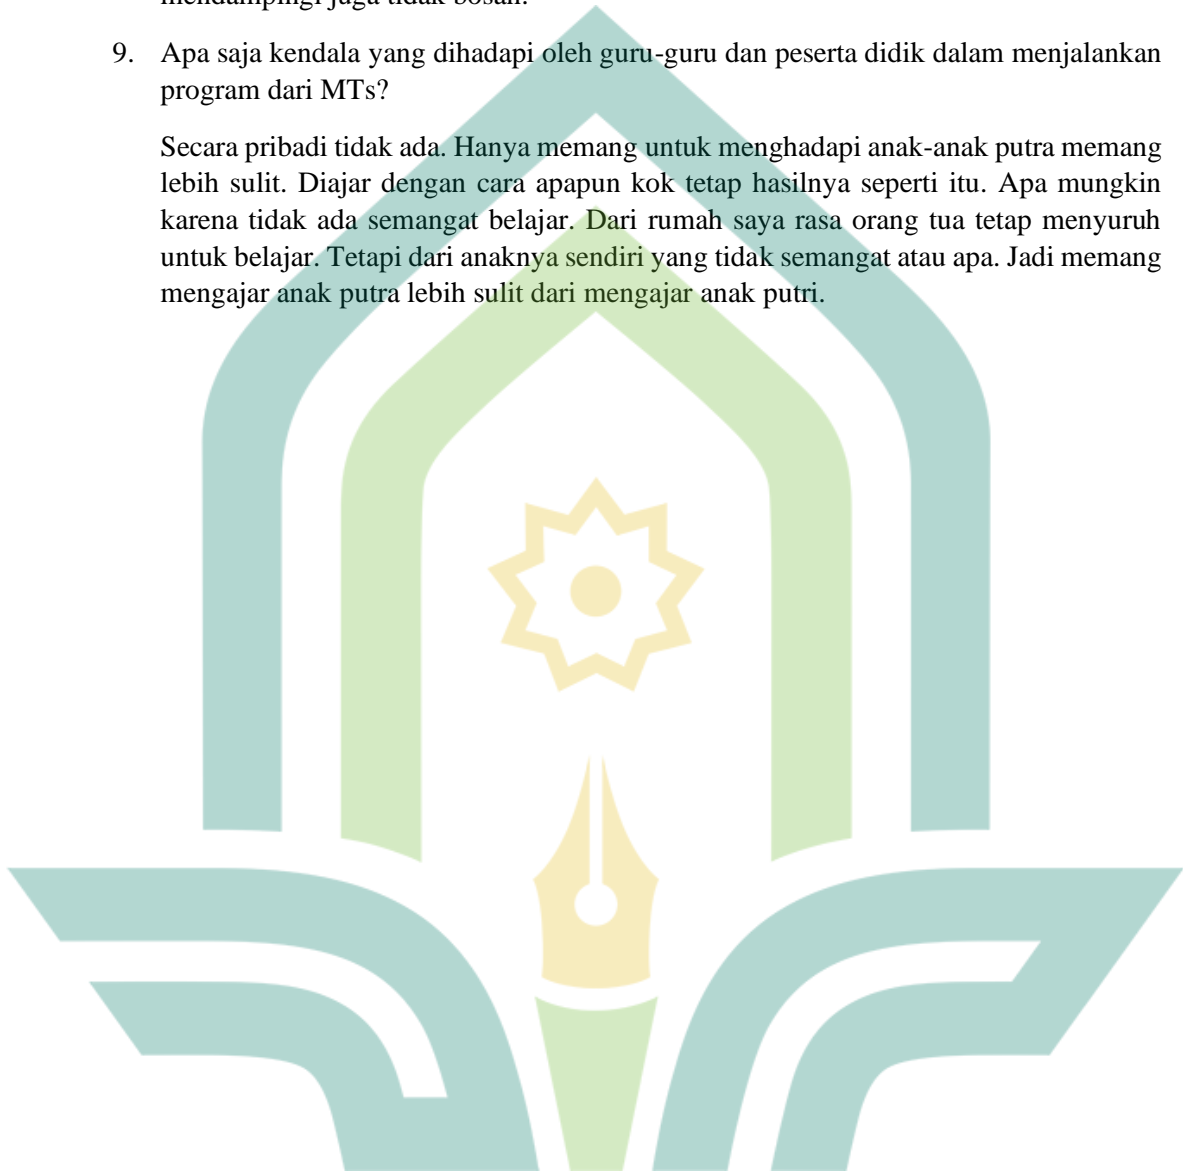 mendampingi juga tidak bosan.
9. Apa saja kendala yang dihadapi oleh guru-guru dan peserta didik dalam menjalankan
program dari MTs?
Secara pribadi tidak ada. Hanya memang untuk menghadapi anak-anak putra memang
lebih sulit. Diajar dengan cara apapun kok tetap hasilnya seperti itu. Apa mungkin
karena tidak ada semangat belajar. Dari rumah saya rasa orang tua tetap menyuruh
untuk belajar. Tetapi dari anaknya sendiri yang tidak semangat atau apa. Jadi memang
mengajar anak putra lebih sulit dari mengajar anak putri.